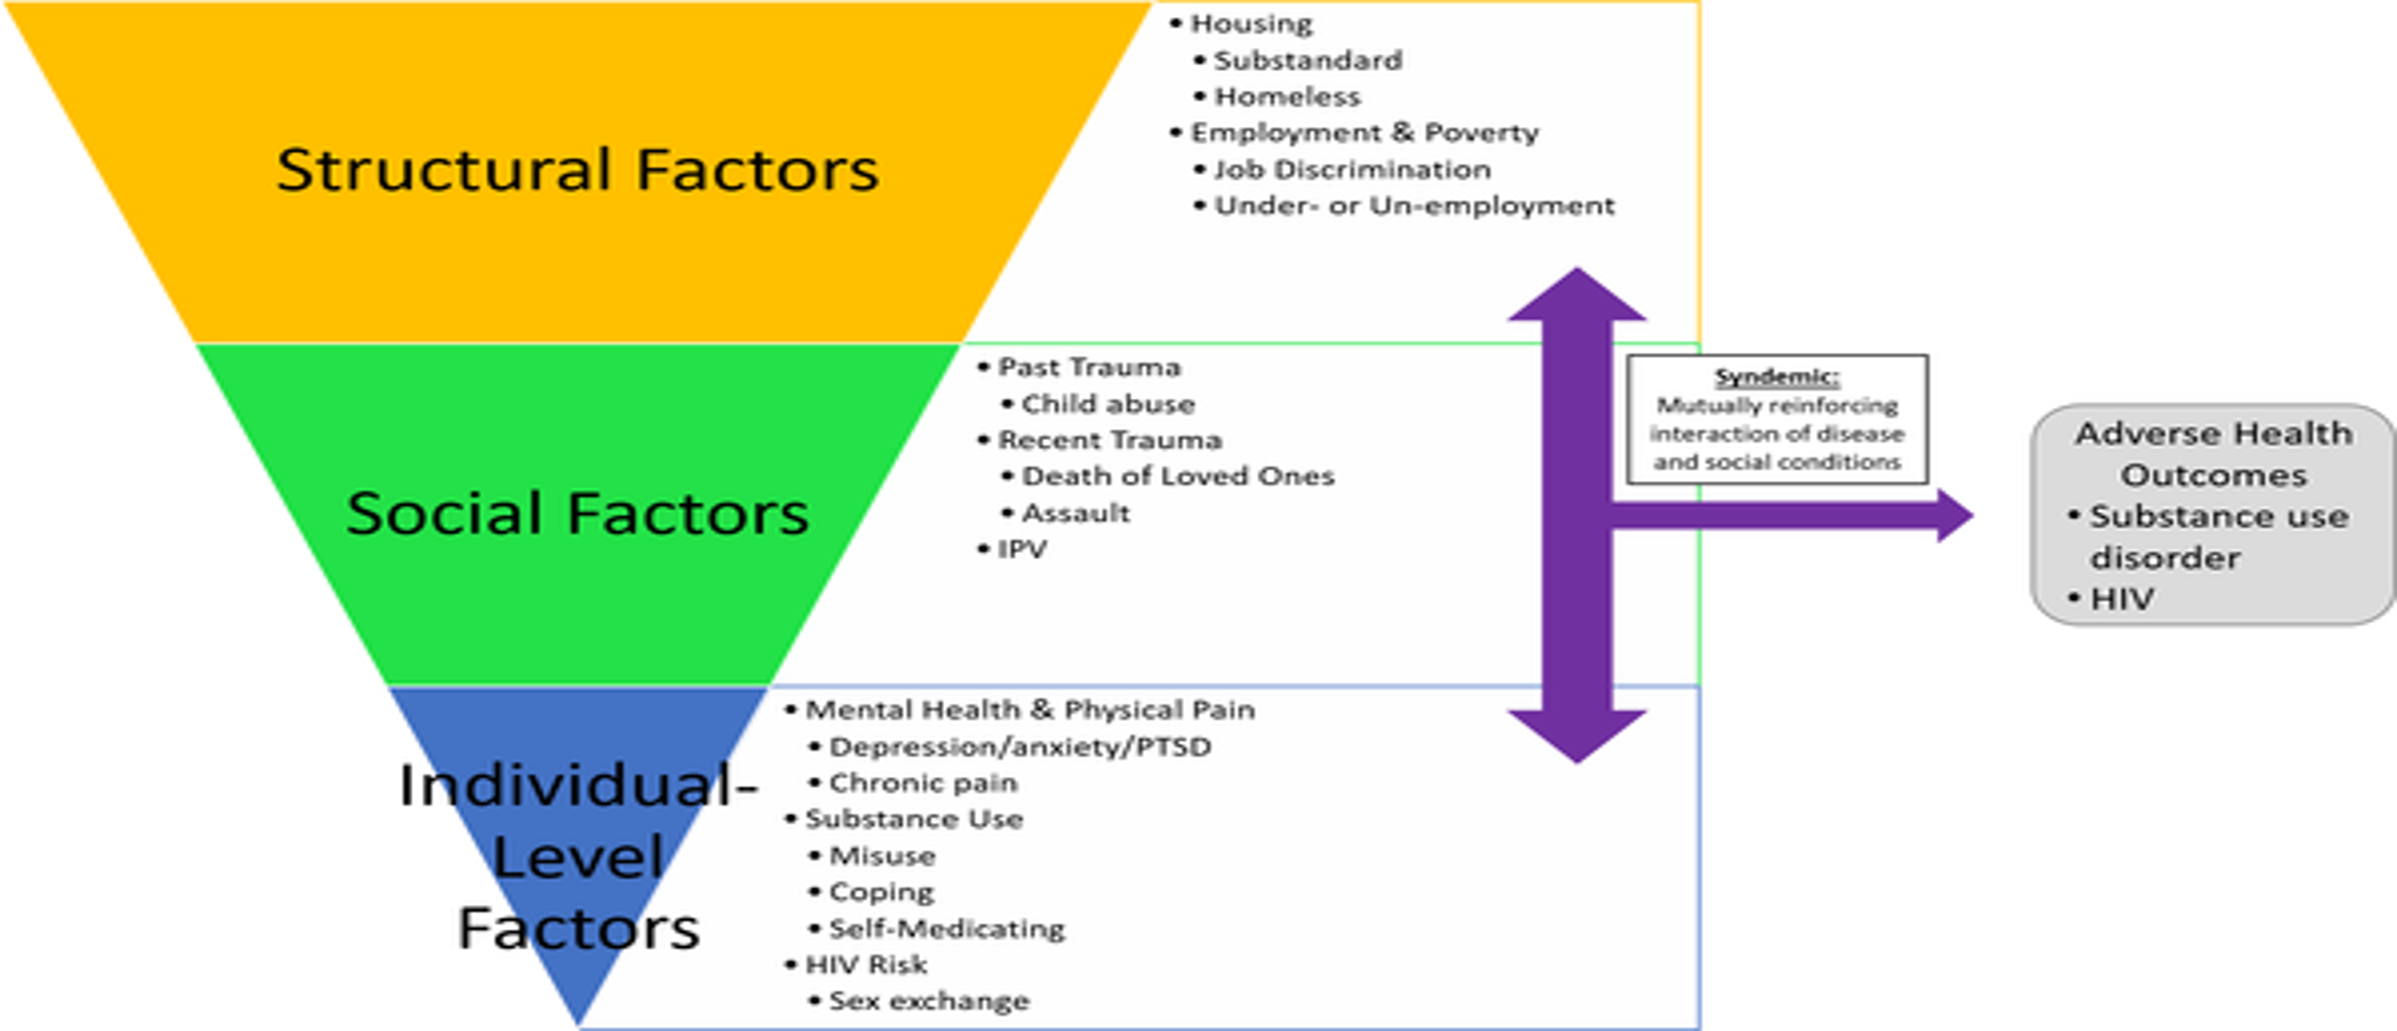 Structural Factors
• Housing
• Substandard
• Homeless
• Employment & Poverty
• Job Discrimination
• Under- or Un-employment
Social Factors
• Past Trauma
• Child abuse
• Recent Trauma
• Death of Loved Ones
• Assault
• IPV
Individual-
Level
Factors
• Mental Health & Physical Pain
• Depression/anxiety/PTSD
• Chronic pain
• Substance Use
• Misuse
• Coping
• Self-Medicating
• HIV Risk
• Sex exchange
Syndemic:
Mutually reinforcing
interaction of disease
and social conditions
Adverse Health
Outcomes
• Substance use
disorder
• HIV